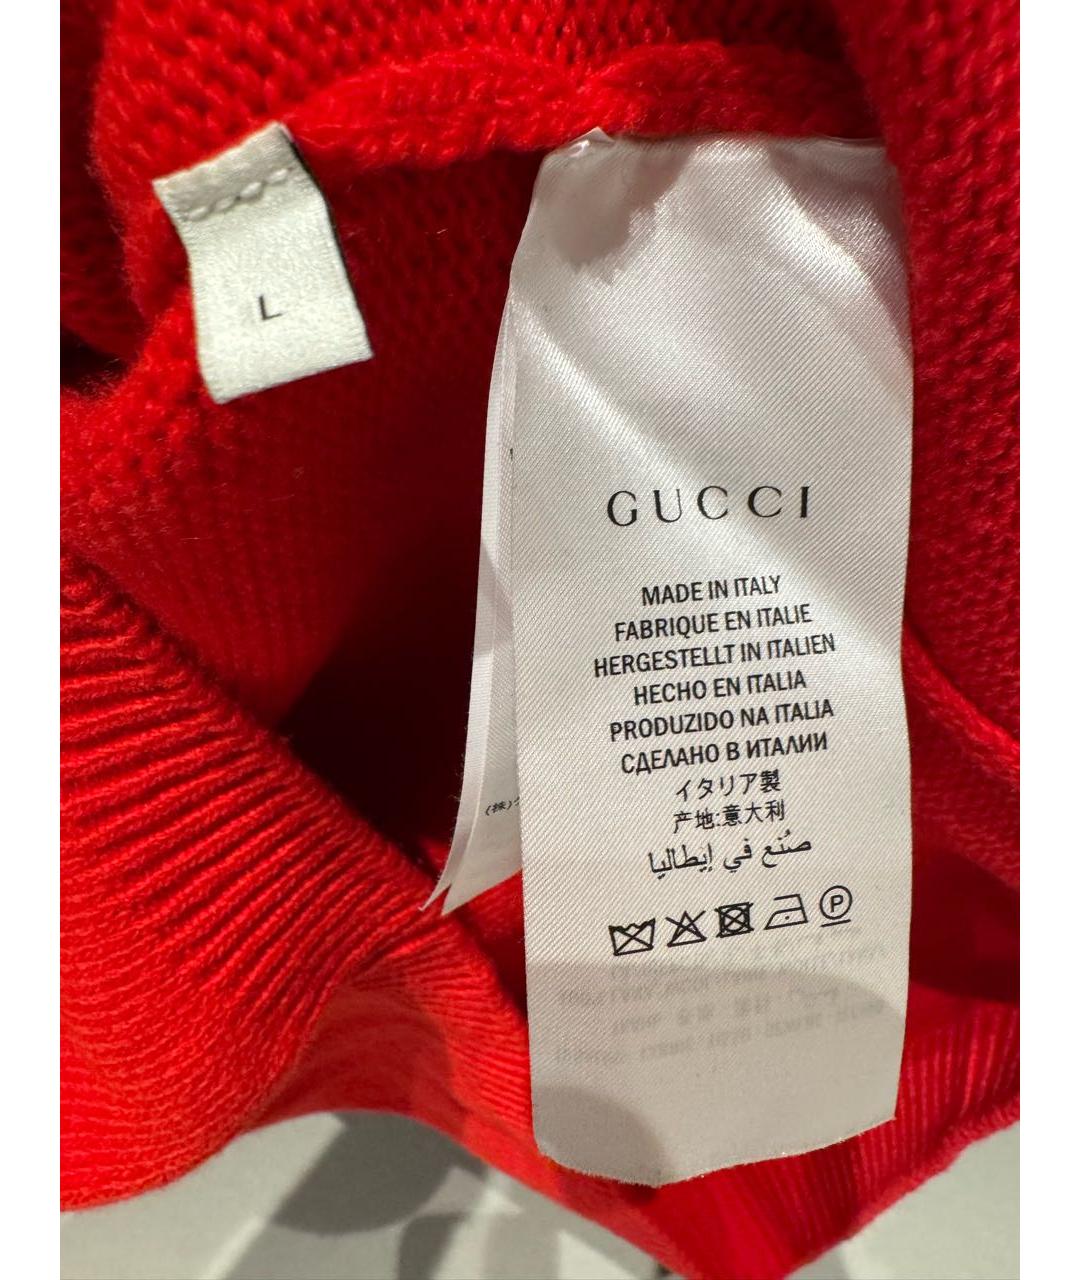 L
GUCCI
MADE IN ITALY
FABRIQUE EN ITALIE
HERGESTELLT IN ITALIEN
HECHO EN ITALIA
PRODUZIDO NA ITALIA
СДЕЛАНО В ИТАЛИИ
イタリア製
产地:意大利
صُنع في إيطاليا
P
(株)